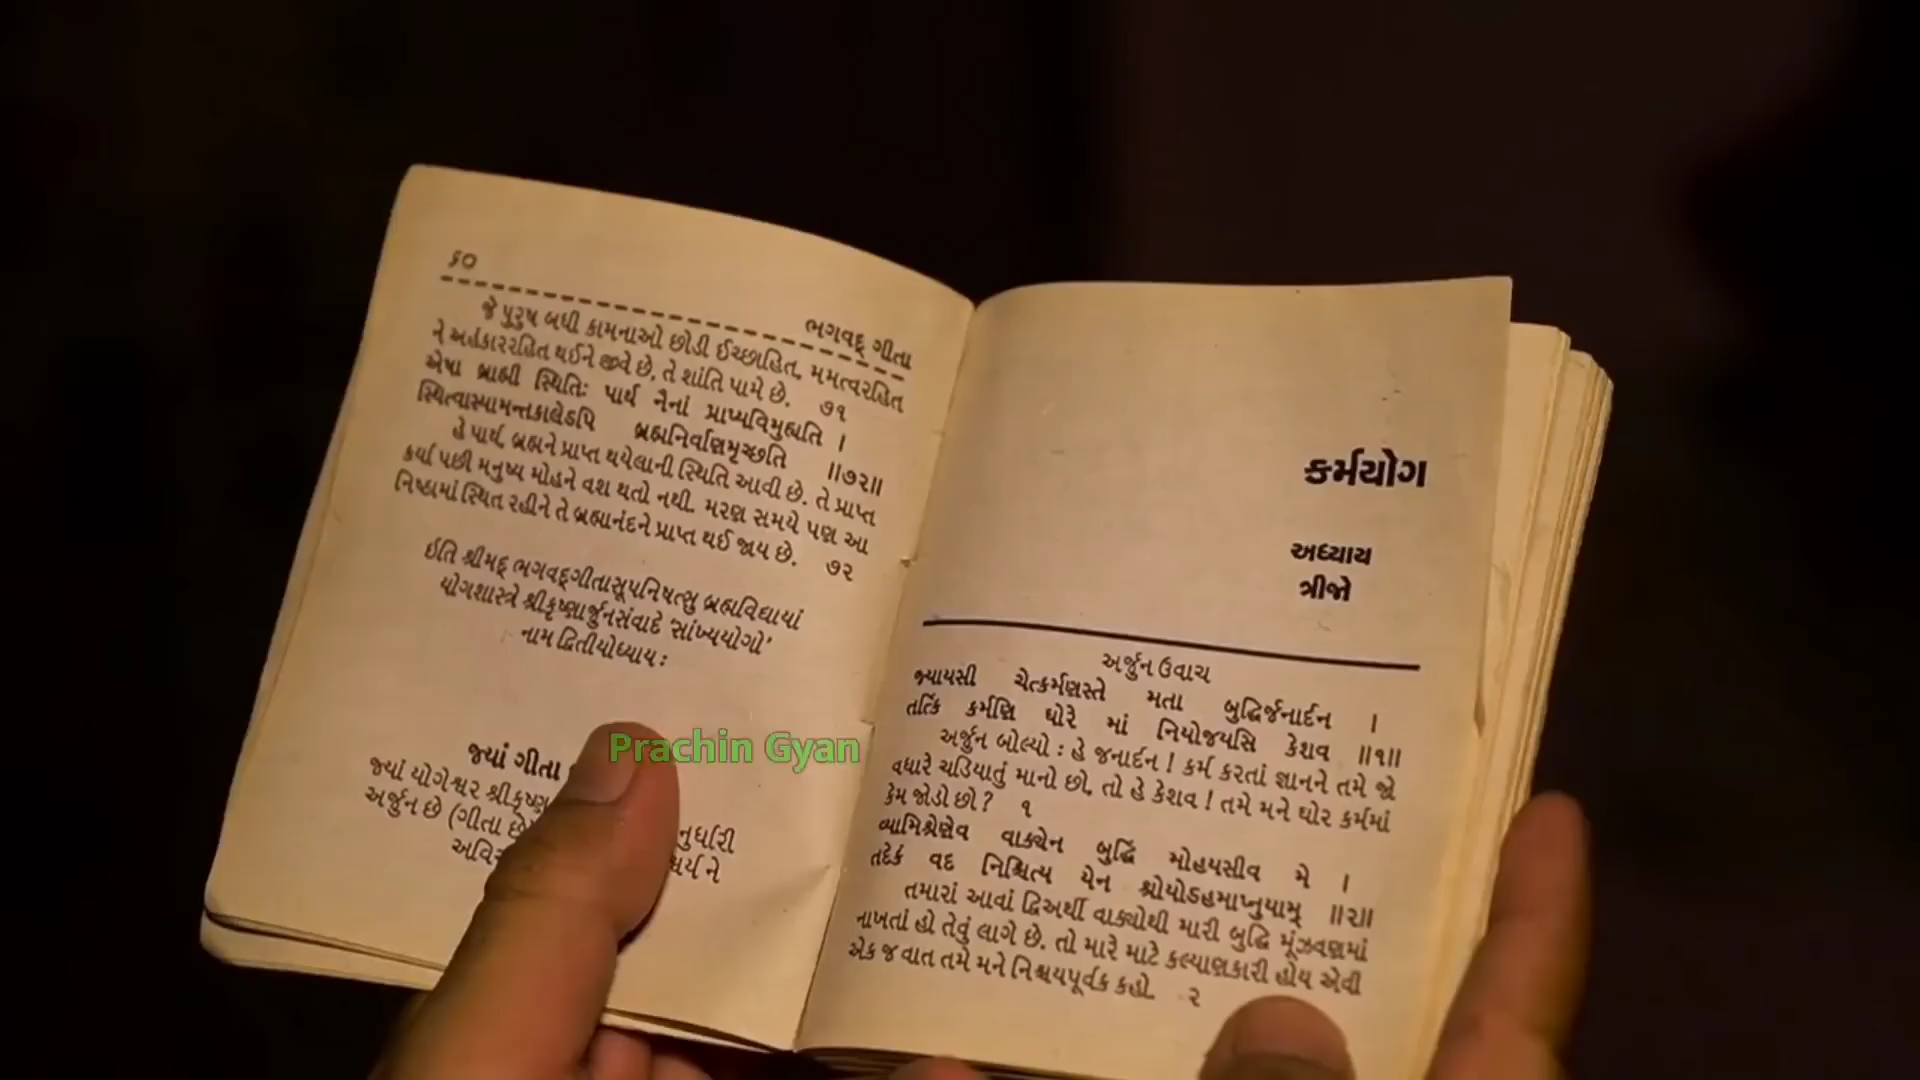 ૬૦
ભગવદ્ ગીતા
જે પુરુષ બધી કામનાઓ છોડી ઈચ્છાહિત, મમત્વરહિત
ને અહંકારરહિત થઈને જીવે છે, તે શાંતિ પામે છે. ૭૧
એષા બ્રાહ્મી સ્થિતિઃ પાર્થ નૈનાં પ્રાપ્યવિમુહ્યતિ ।
સ્થિત્વાસ્યામન્તકાલેઽપિ બ્રહ્મનિર્વાણમૃચ્છતિ ॥૭૨॥
હે પાર્થ, બ્રહ્મને પ્રાપ્ત થયેલાની સ્થિતિ આવી છે. તે પ્રાપ્ત
કર્યા પછી મનુષ્ય મોહને વશ થતો નથી. મરણ સમયે પણ આ
નિષ્ઠામાં સ્થિત રહીને તે બ્રહ્માનંદને પ્રાપ્ત થઈ જાય છે. ૭૨
ઈતિ શ્રીમદ્ ભગવદ્ગીતાસૂપનિષત્સુ બ્રહ્મવિદ્યાયાં
યોગશાસ્ત્રે શ્રીકૃષ્ણાર્જુનસંવાદે 'સાંખ્યયોગો'
નામ દ્વિતીયોધ્યાયઃ
જ્યાં ગીતા
જ્યાં યોગેશ્વર શ્રીકૃષ્ણ
અર્જુન છે (ગીતા
Prachin Gyan
કર્મયોગ
અધ્યાય
ત્રીજો
અર્જુન ઉવાચ
જ્યાયસી ચેત્કર્મણસ્તે મતા બુદ્ધિર્જનાર્દન ।
તત્કિં કર્મણિ ઘોરે માં નિયોજયસિ કેશવ ॥૧॥
અર્જુન બોલ્યો : હે જનાર્દન ! કર્મ કરતાં જ્ઞાનને તમે જો
વધારે ચડિયાતું માનો છો, તો હે કેશવ ! તમે મને ઘોર કર્મમાં
કેમ જોડો છો ? ૧
વ્યામિશ્રેણેવ વાક્યેન બુદ્ધિં મોહયસીવ મે ।
તદેકં વદ નિશ્ચિત્ય યેન શ્રેયોઽહમાપ્નુયામ્ ॥૨॥
તમારાં આવાં દ્વિઅર્થી વાક્યોથી મારી બુદ્ધિ મૂંઝવણમાં
નાખતાં હો તેવું લાગે છે. તો મારે માટે કલ્યાણકારી હોય એવી
એક જ વાત તમે મને નિશ્ચયપૂર્વક કહો. ૨